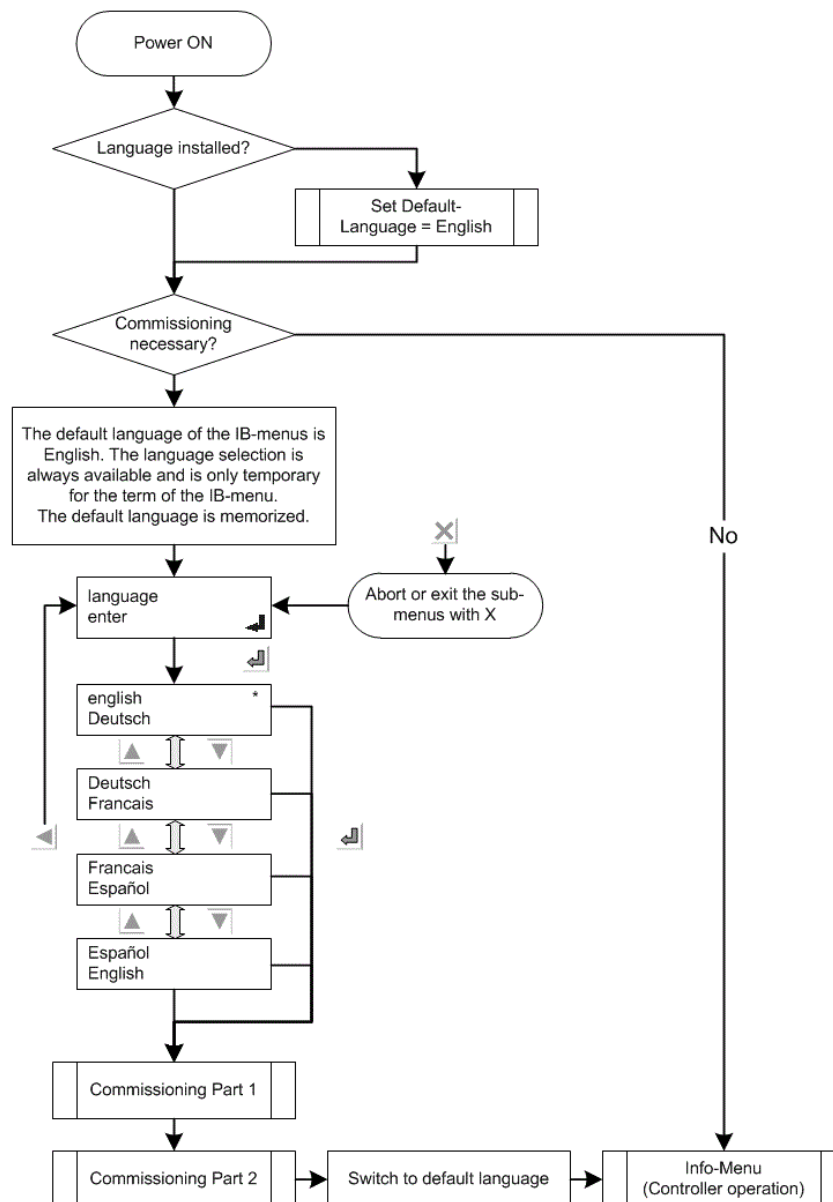 Power ON
Language installed?
Set Default-
Language = English
Commissioning
necessary?
The default language of the IB-menus is
English. The language selection is
always available and is only temporary
for the term of the IB-menu.
The default language is memorized.
No
Abort or exit the sub-
menus with X
language
enter
english *
Deutsch
Deutsch
Francais
Francais
Español
Español
English
Commissioning Part 1
Commissioning Part 2
Switch to default language
Info-Menu
(Controller operation)